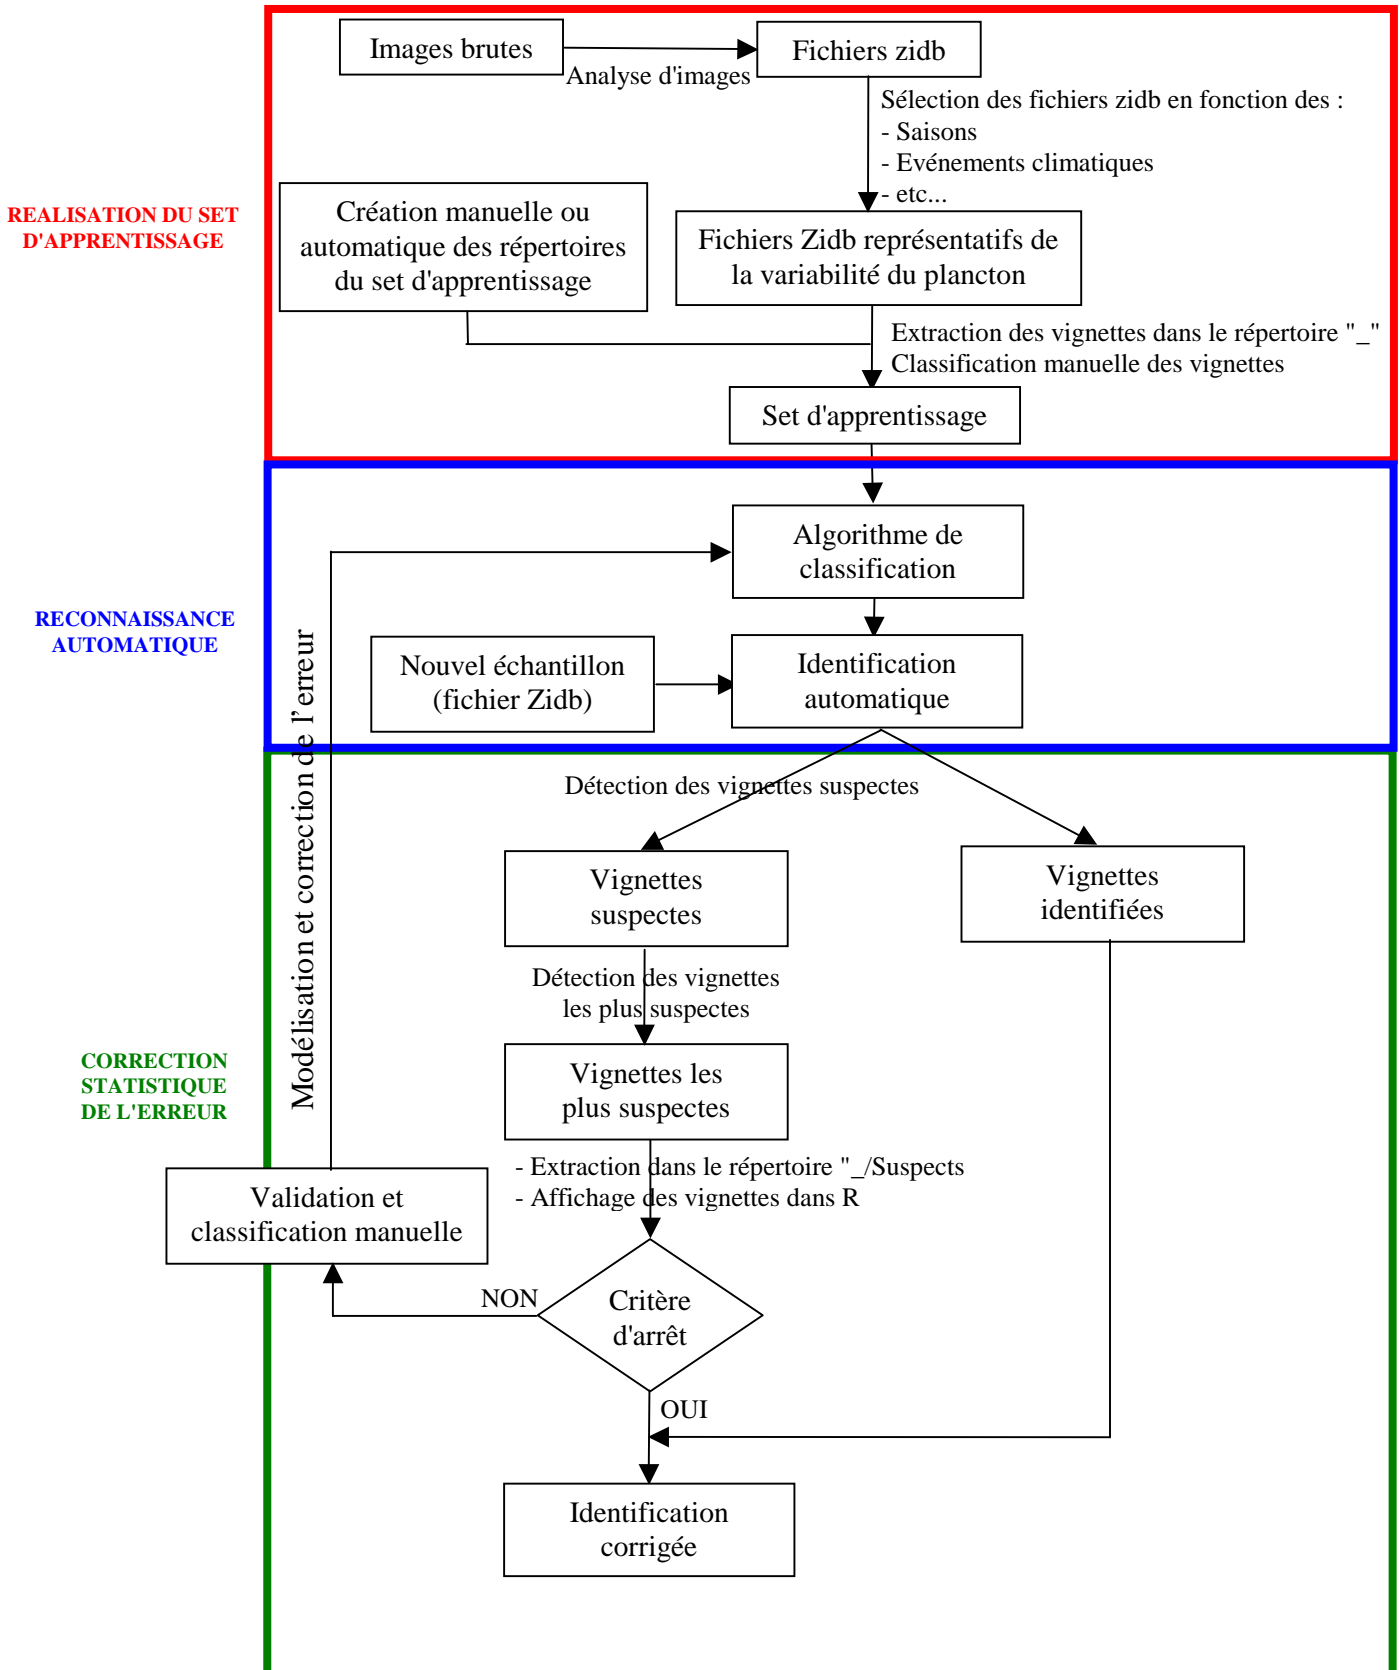 Images brutes
Fichiers zidb
Analyse d'images
Sélection des fichiers zidb en fonction des :
- Saisons
- Evénements climatiques
- etc...
REALISATION DU SET
D'APPRENTISSAGE
Création manuelle ou
automatique des répertoires
du set d'apprentissage
Fichiers Zidb représentatifs de
la variabilité du plancton
Extraction des vignettes dans le répertoire "_"
Classification manuelle des vignettes
Set d'apprentissage
Algorithme de
classification
RECONNAISSANCE
AUTOMATIQUE
Nouvel échantillon
(fichier Zidb)
Identification
automatique
Modélisation et correction de l'erreur
Détection des vignettes suspectes
Vignettes
suspectes
Vignettes
identifiées
Détection des vignettes
les plus suspectes
CORRECTION
STATISTIQUE
DE L'ERREUR
Vignettes les
plus suspectes
- Extraction dans le répertoire "_/Suspects
- Affichage des vignettes dans R
Validation et
classification manuelle
NON
Critère
d'arrêt
OUI
Identification
corrigée